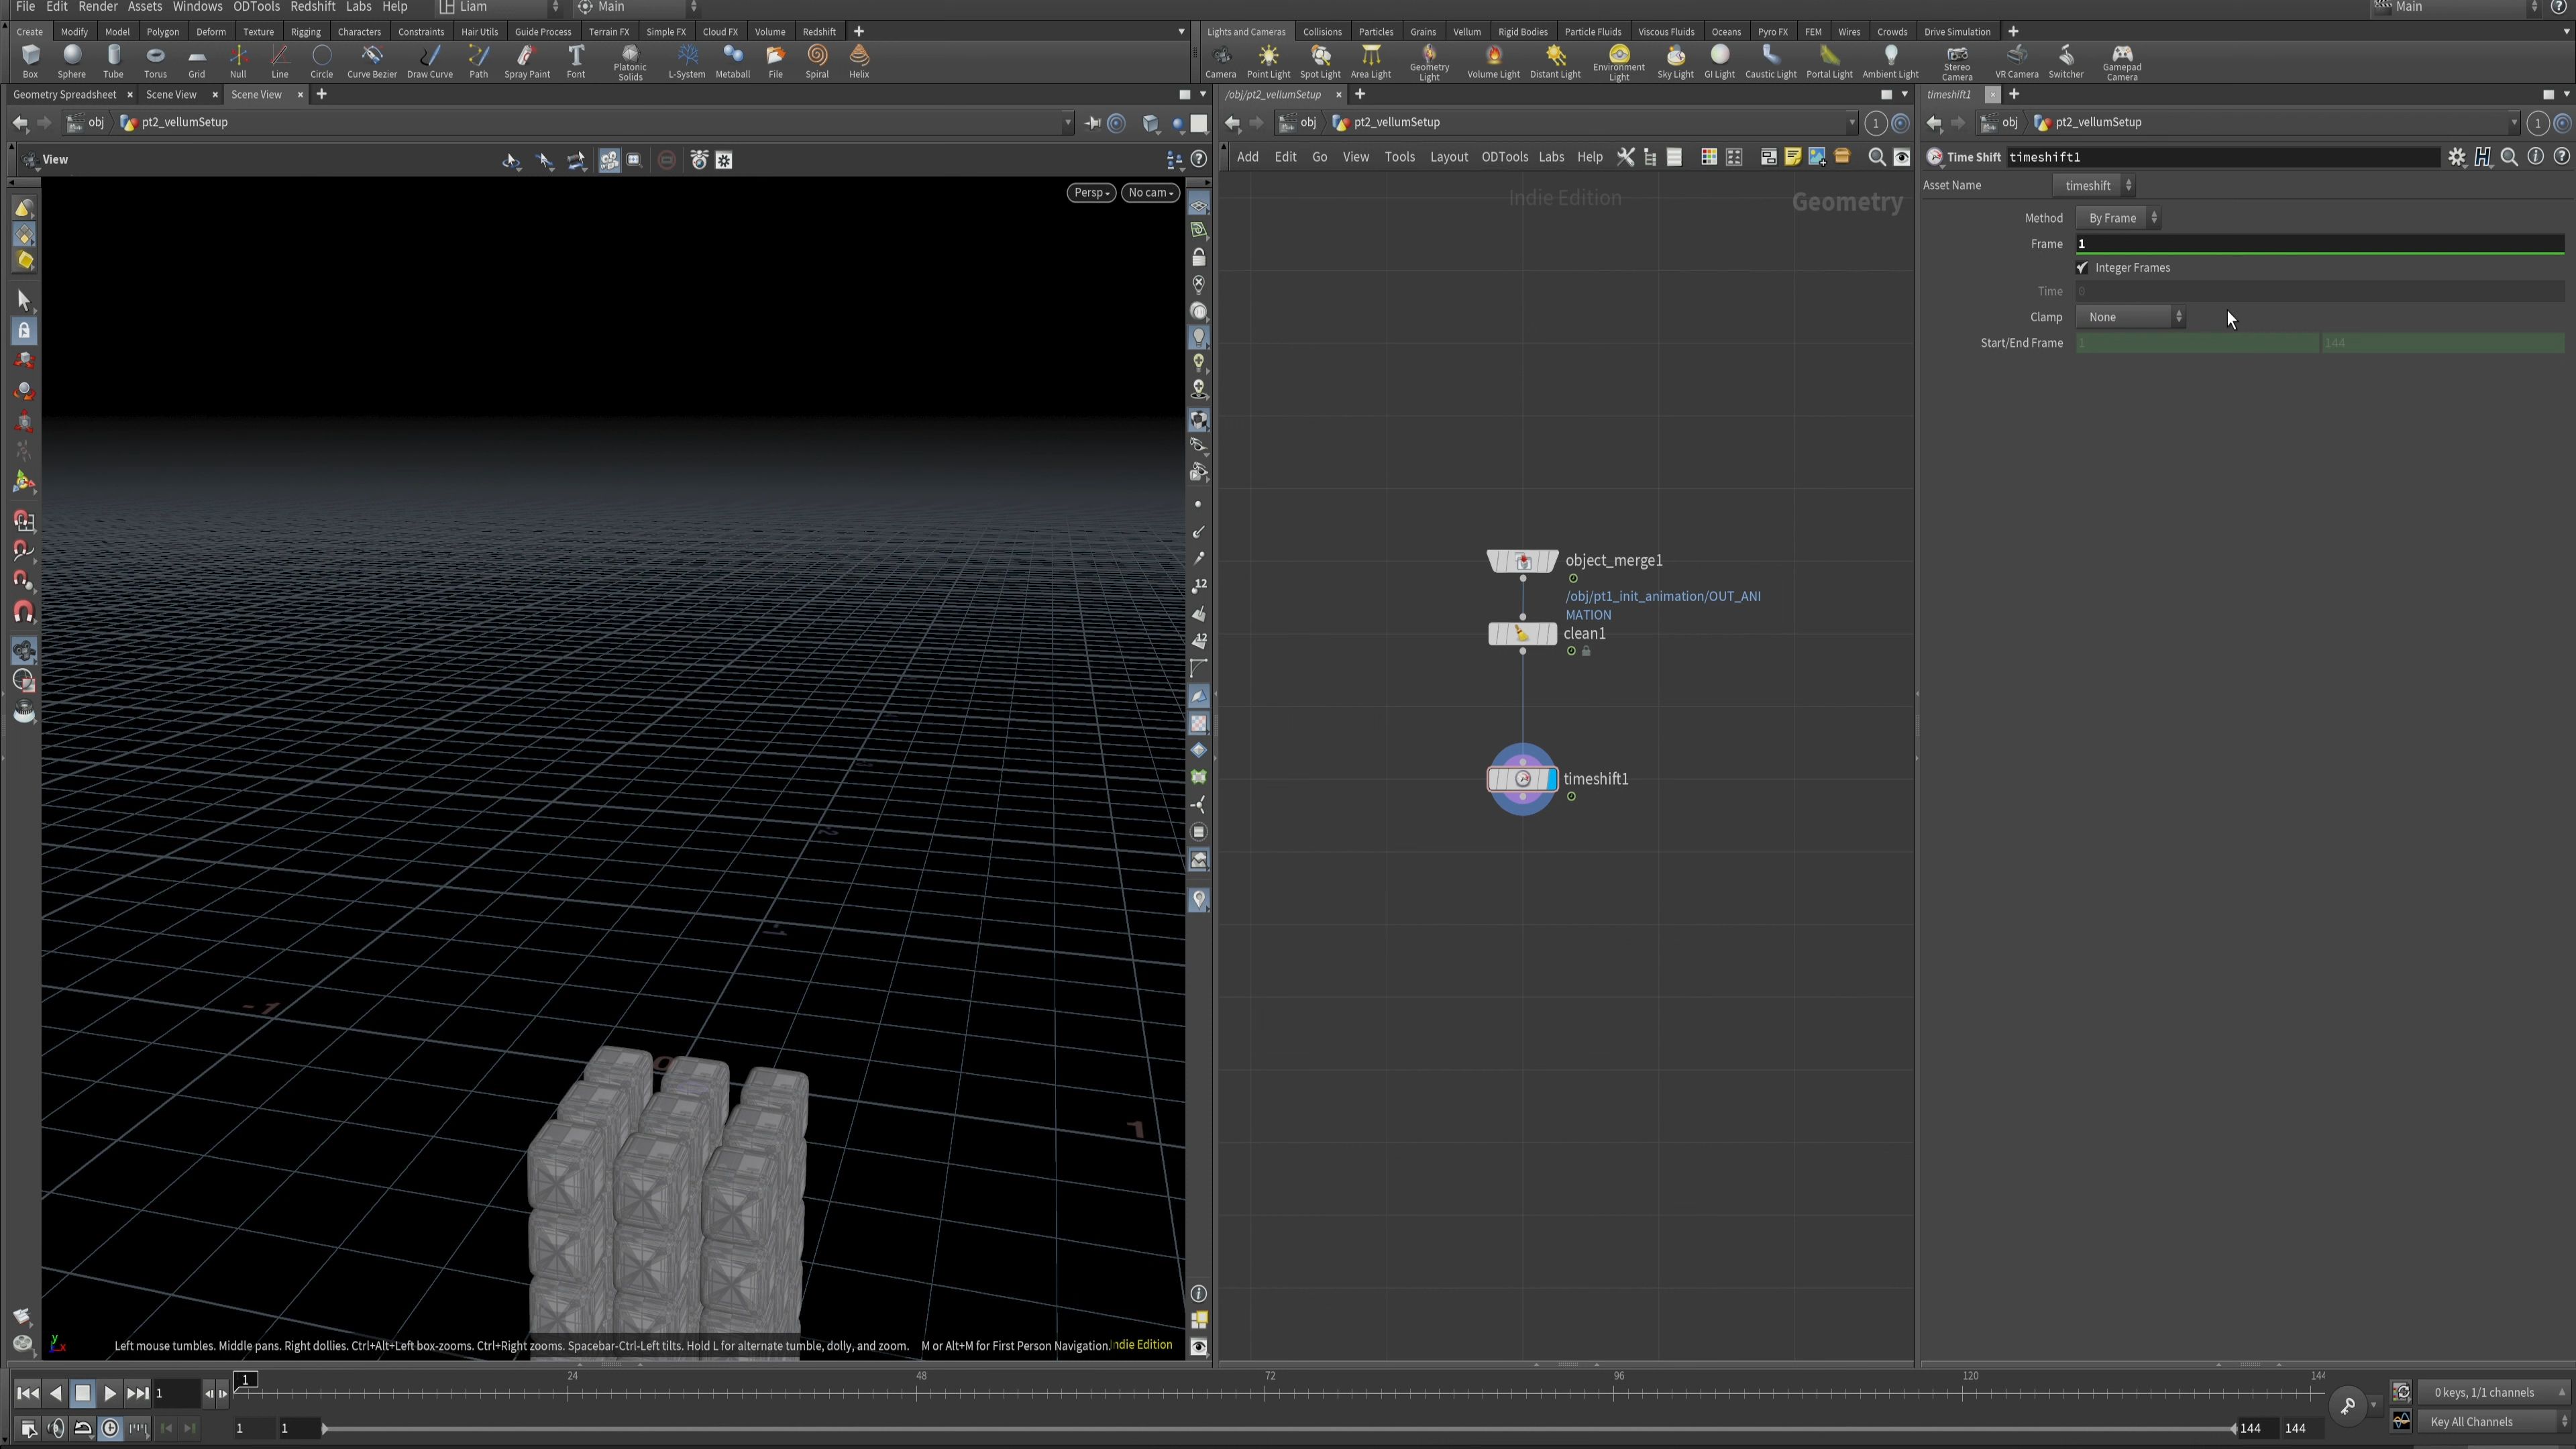 File Edit Render Assets Windows ODTools Redshift Labs Help Liam Main Main
Create Modify Model Polygon Deform Texture Rigging Characters Constraints Hair Utils Guide Process Terrain FX Simple FX Cloud FX Volume Redshift
Lights and Cameras Collisions Particles Grains Vellum Rigid Bodies Particle Fluids Viscous Fluids Oceans Pyro FX FEM Wires Crowds Drive Simulation
Box Sphere Tube Torus Grid Null Line Circle Curve Bezier Draw Curve Path Spray Paint Font Platonic Solids L-System Metaball File Spiral Helix
Camera Point Light Spot Light Area Light Geometry Light Volume Light Distant Light Environment Light Sky Light GI Light Caustic Light Portal Light Ambient Light Stereo Camera VR Camera Switcher Gamepad Camera
Geometry Spreadsheet Scene View Scene View
/obj/pt2_vellumSetup
timeshift1
obj pt2_vellumSetup
obj pt2_vellumSetup 1
obj pt2_vellumSetup 1
View
Persp No cam
Add Edit Go View Tools Layout ODTools Labs Help
Indie Edition
Geometry
object_merge1
/obj/pt1_init_animation/OUT_ANI
MATION
clean1
timeshift1
Time Shift timeshift1
Asset Name timeshift
Method By Frame
Frame 1
Integer Frames
Time 0
Clamp None
Start/End Frame 1 144
12
12
-1
0
1
Left mouse tumbles. Middle pans. Right dollies. Ctrl+Alt+Left box-zooms. Ctrl+Right zooms. Spacebar-Ctrl-Left tilts. Hold L for alternate tumble, dolly, and zoom. M or Alt+M for First Person Navigation. Indie Edition
y x
1 1 24 48 72 96 120 144
0 keys, 1/1 channels
1 1 144 144
Key All Channels